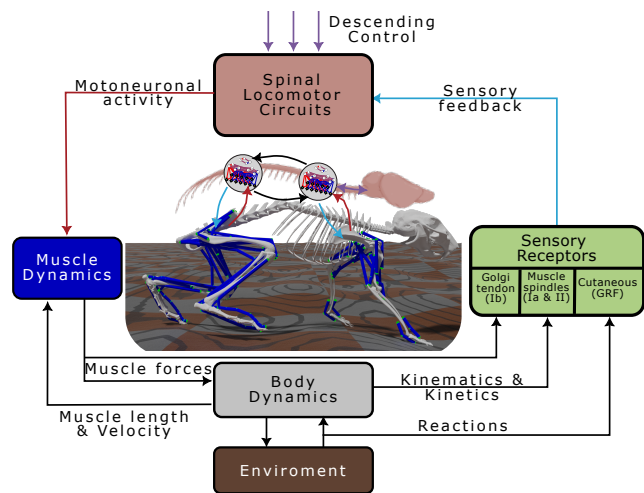 Descending
Control
Spinal
Locomotor
Circuits
Motoneuronal
activity
Sensory
feedback
Muscle
Dynamics
Sensory
Receptors
Golgi
tendon
(Ib)
Muscle
spindles
(Ia & II)
Cutaneous
(GRF)
Muscle forces
Body
Dynamics
Kinematics &
Kinetics
Muscle length
& Velocity
Reactions
Enviroment